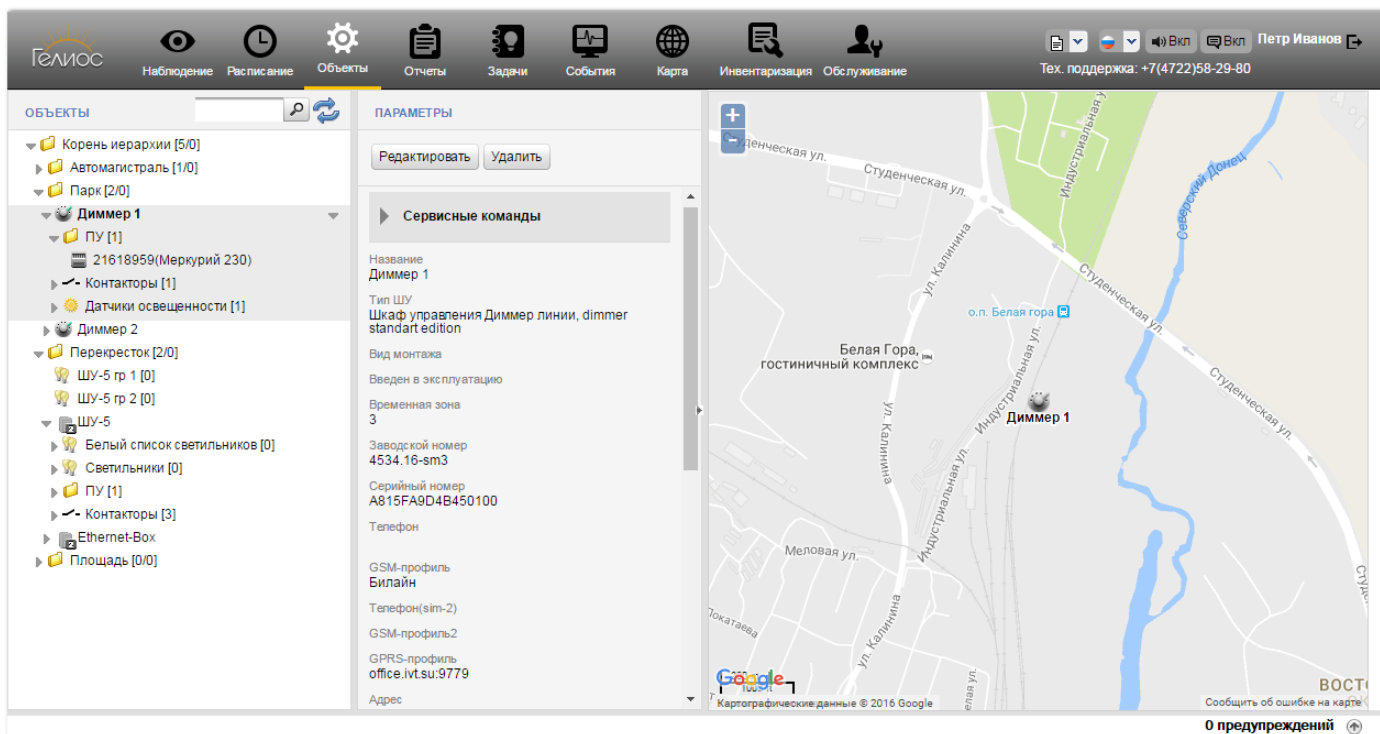 Гелиос
Наблюдение
Расписание
Объекты
Отчеты
Задачи
События
Карта
Инвентаризация
Обслуживание
Вкл
Вкл
Петр Иванов
Тех. поддержка: +7(4722)58-29-80
ОБЪЕКТЫ
Корень иерархии [5/0]
Автомагистраль [1/0]
Парк [2/0]
Диммер 1
ПУ [1]
21618959(Меркурий 230)
Контакторы [1]
Датчики освещенности [1]
Диммер 2
Перекресток [2/0]
ШУ-5 гр 1 [0]
ШУ-5 гр 2 [0]
ШУ-5
Белый список светильников [0]
Светильники [0]
ПУ [1]
Контакторы [3]
Ethernet-Box
Площадь [0/0]
ПАРАМЕТРЫ
Редактировать
Удалить
Сервисные команды
Название
Диммер 1
Тип ШУ
Шкаф управления Диммер линии, dimmer
standart edition
Вид монтажа
Введен в эксплуатацию
Временная зона
3
Заводской номер
4534.16-sm3
Серийный номер
A815FA9D4B450100
Телефон
GSM-профиль
Билайн
Телефон(sim-2)
GSM-профиль2
GPRS-профиль
office.ivt.su:9779
Адрес
+
-
Студенческая ул.
Студенческая ул.
Индустриальная у
Северский Донец
ул. Калинина
Студенческая ул.
о.п. Белая гора
Белая Гора,
гостиничный комплекс
Индустриальная ул.
Студенческая ул.
Диммер 1
ул. Калинина
Индустриальная ул.
Меловая ул.
Покатаева
ул. Калинина
елая ул.
ВОСТО
Google
Картографические данные © 2016 Google
Сообщить об ошибке на карте
0 предупреждений